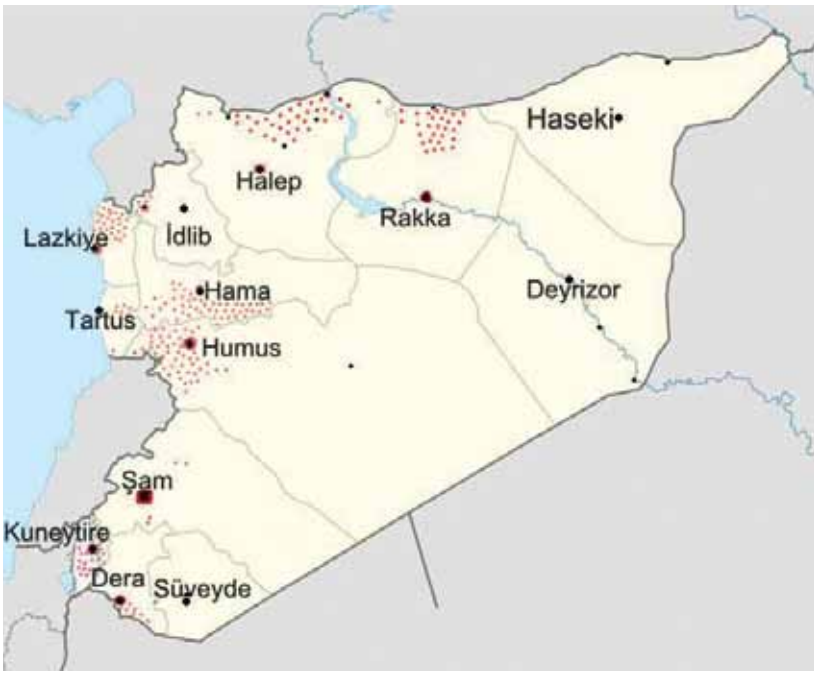 Haseki
Halep
Rakka
Lazkiye
İdlib
Hama
Deyrizor
Tartus
Humus
Şam
Kuneytire
Dera
Süveyde